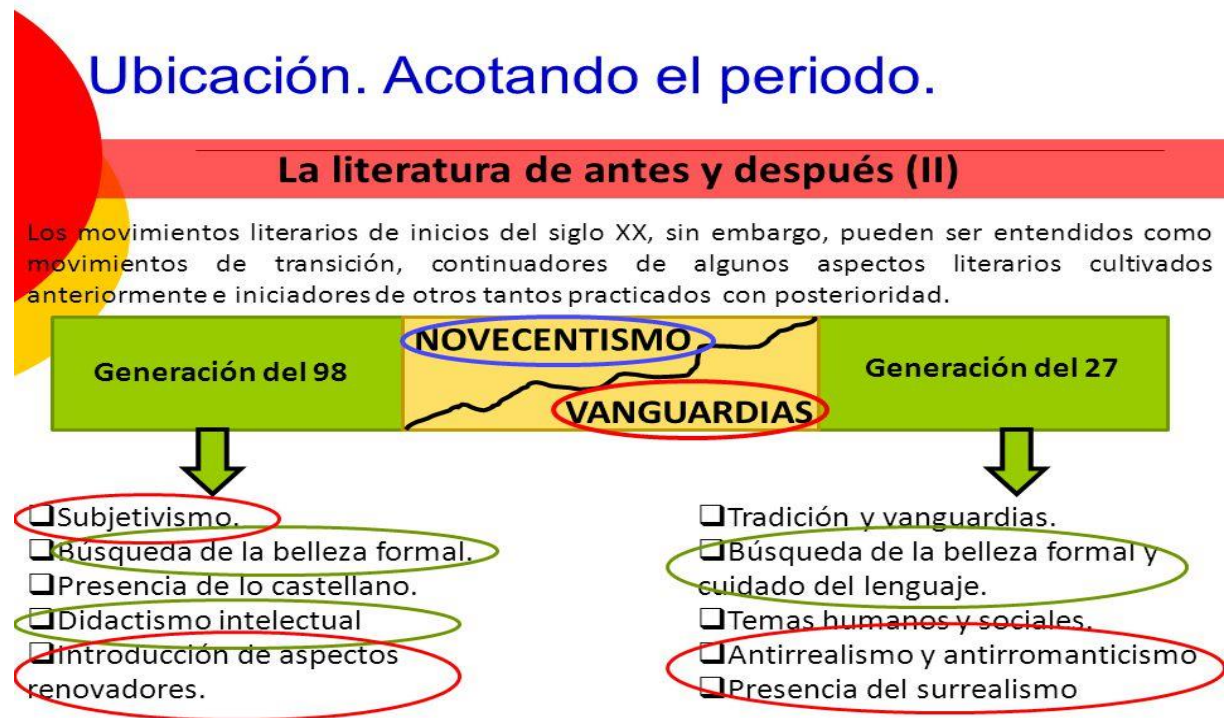 Ubicación. Acotando el periodo.
La literatura de antes y después (II)
Los movimientos literarios de inicios del siglo XX, sin embargo, pueden ser entendidos como
movimientos de transición, continuadores de algunos aspectos literarios cultivados
anteriormente e iniciadores de otros tantos practicados con posterioridad.
Generación del 98
NOVECENTISMO
VANGUARDIAS
Generación del 27
❑Subjetivismo.
❑Búsqueda de la belleza formal.
❑Presencia de lo castellano.
❑Didactismo intelectual
❑Introducción de aspectos
renovadores.
❑Tradición y vanguardias.
❑Búsqueda de la belleza formal y
cuidado del lenguaje.
❑Temas humanos y sociales.
❑Antirrealismo y antirromanticismo
❑Presencia del surrealismo